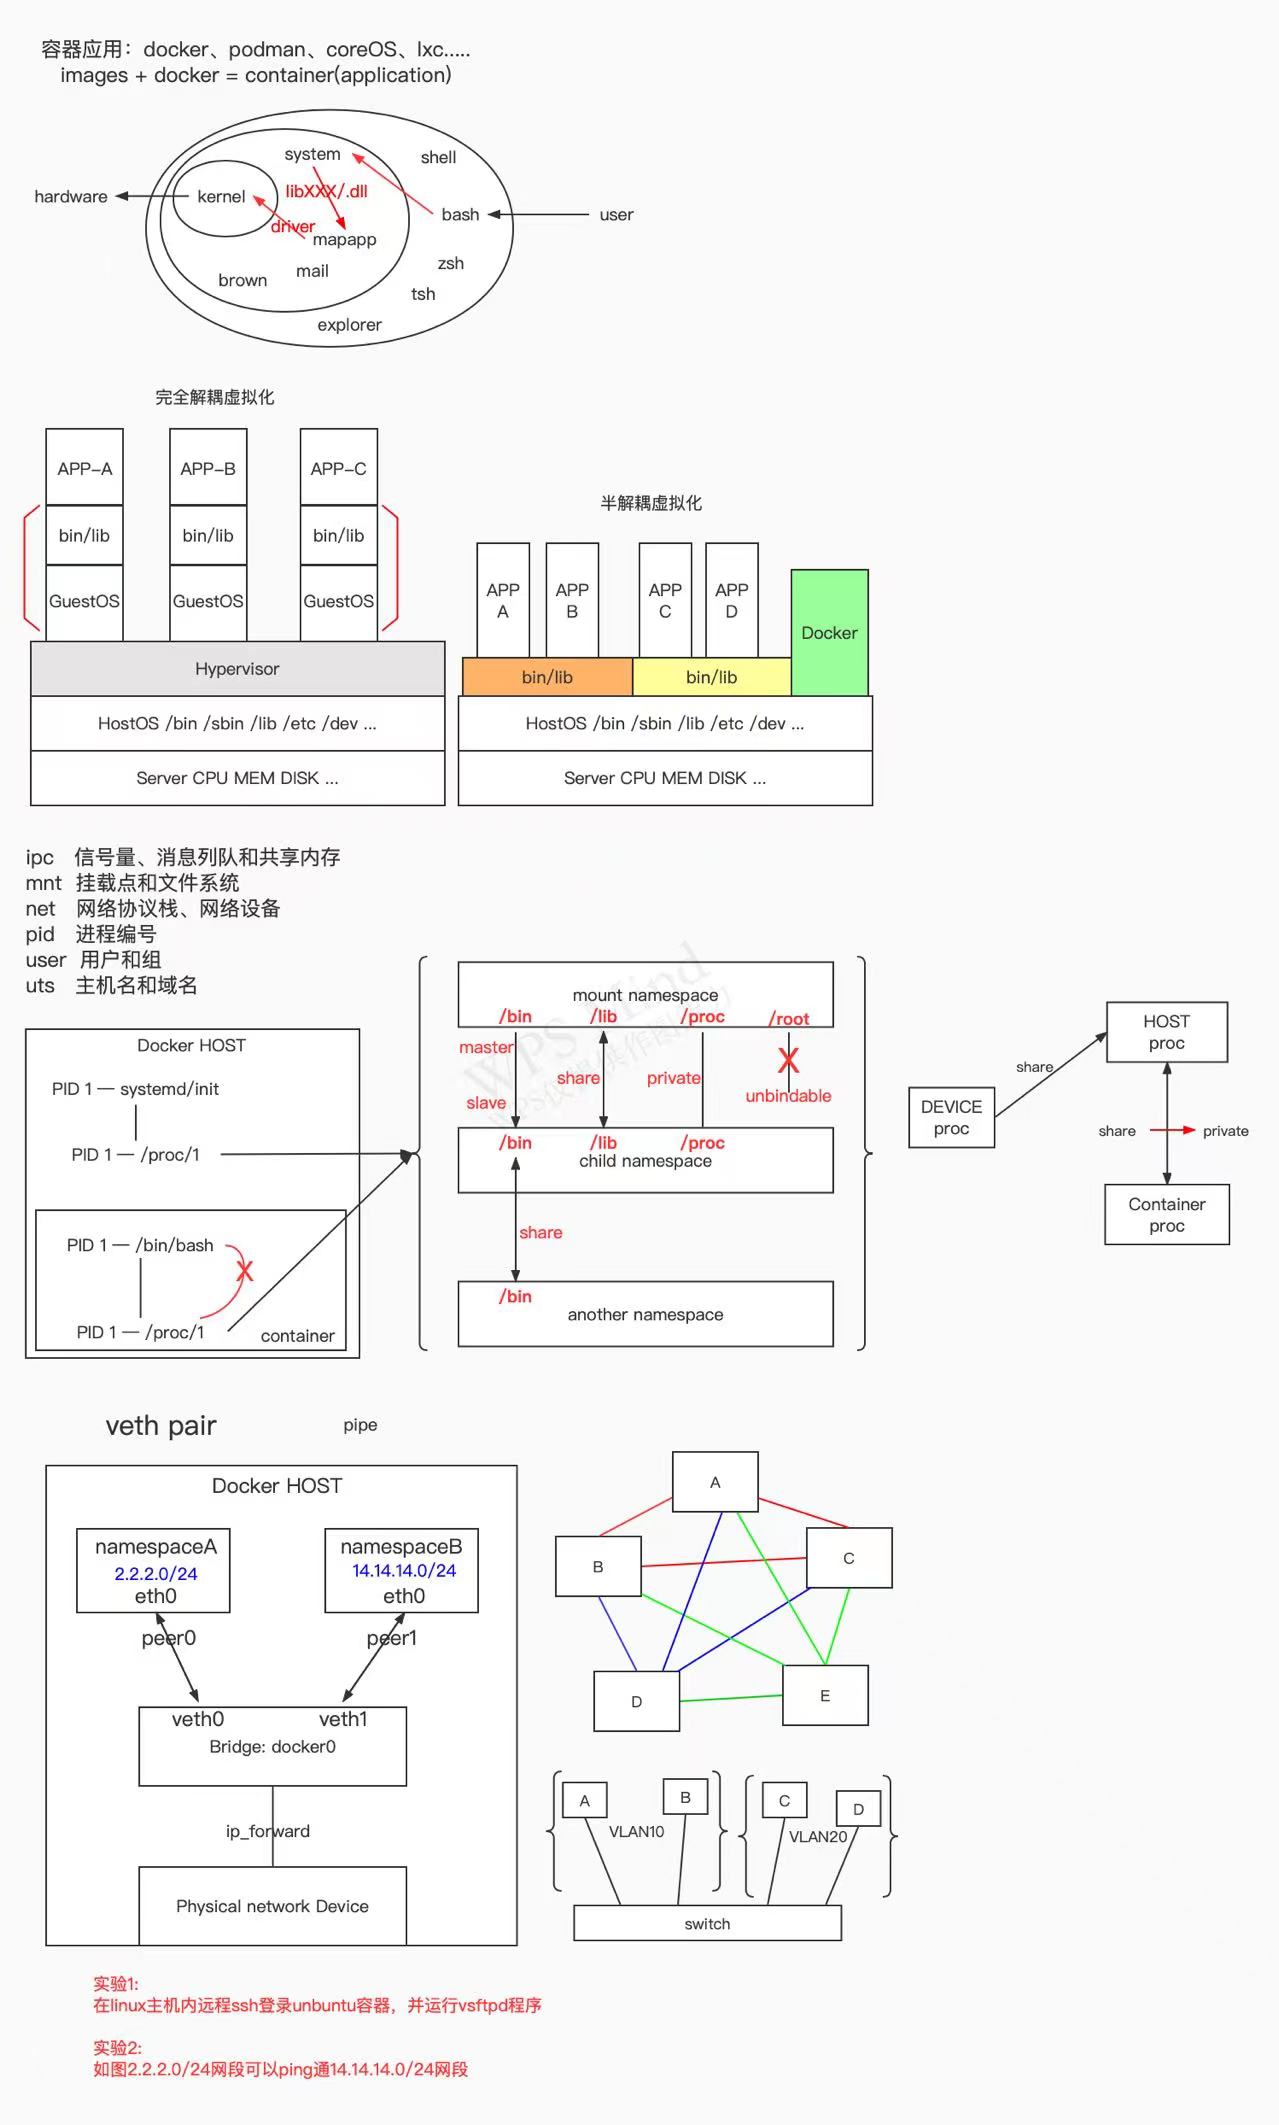 容器应用：docker、podman、coreOS、lxc.....
images + docker = container(application)
system
shell
hardware
kernel
libXXX/.dll
bash
user
driver
mapapp
zsh
mail
brown
tsh
explorer
完全解耦虚拟化
APP-A
APP-B
APP-C
bin/lib
bin/lib
bin/lib
GuestOS
GuestOS
GuestOS
Hypervisor
HostOS /bin /sbin /lib /etc /dev ...
Server CPU MEM DISK ...
半解耦虚拟化
APP
A
APP
B
APP
C
APP
D
Docker
bin/lib
bin/lib
HostOS /bin /sbin /lib /etc /dev ...
Server CPU MEM DISK ...
ipc 信号量、消息列队和共享内存
mnt 挂载点和文件系统
net 网络协议栈、网络设备
pid 进程编号
user 用户和组
uts 主机名和域名
Docker HOST
PID 1 — systemd/init
PID 1 — /proc/1
PID 1 — /bin/bash
X
PID 1 — /proc/1
container
mount namespace
/bin
/lib
/proc
/root
master
share
private
X
slave
unbindable
/bin
/lib
/proc
child namespace
share
/bin
another namespace
WPS Mind
HOST
proc
share
DEVICE
proc
share
private
Container
proc
veth pair
pipe
Docker HOST
namespaceA
2.2.2.0/24
eth0
namespaceB
14.14.14.0/24
eth0
peer0
peer1
veth0
veth1
Bridge: docker0
ip_forward
Physical network Device
A
B
C
D
E
A
B
VLAN10
C
D
VLAN20
switch
实验1:
在linux主机内远程ssh登录unbuntu容器，并运行vsftpd程序
实验2:
如图2.2.2.0/24网段可以ping通14.14.14.0/24网段